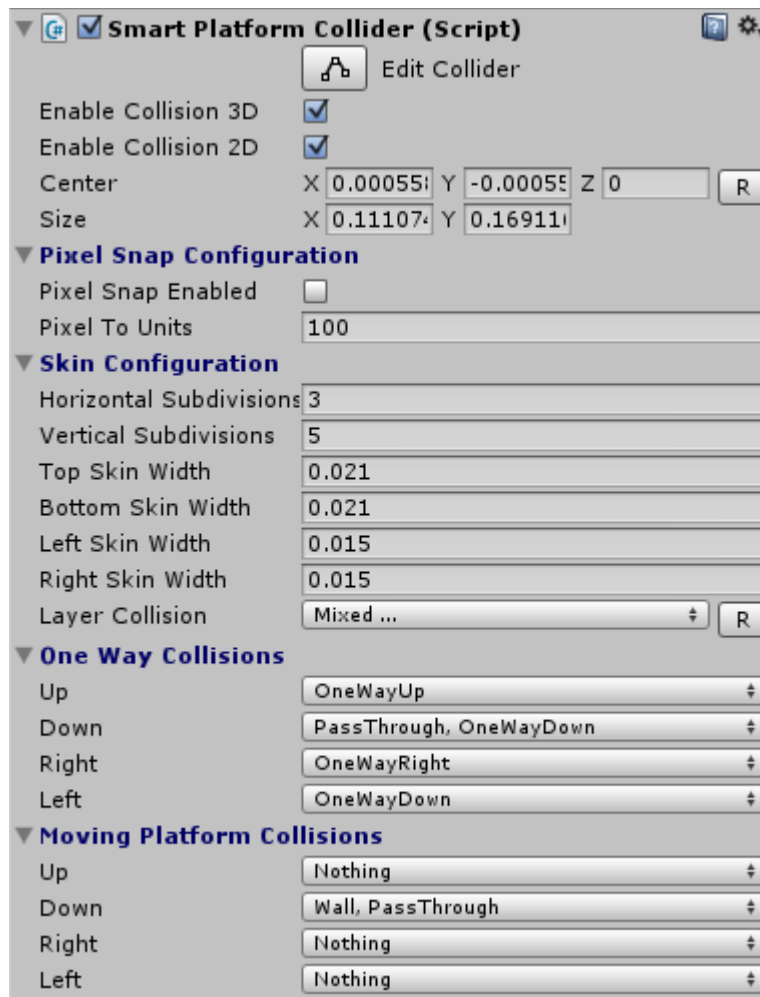 Smart Platform Collider (Script)
Edit Collider
Enable Collision 3D
Enable Collision 2D
Center X 0.00055 Y -0.00055 Z 0 R
Size X 0.11107 Y 0.16911
Pixel Snap Configuration
Pixel Snap Enabled
Pixel To Units 100
Skin Configuration
Horizontal Subdivisions 3
Vertical Subdivisions 5
Top Skin Width 0.021
Bottom Skin Width 0.021
Left Skin Width 0.015
Right Skin Width 0.015
Layer Collision Mixed ... R
One Way Collisions
Up OneWayUp
Down PassThrough, OneWayDown
Right OneWayRight
Left OneWayDown
Moving Platform Collisions
Up Nothing
Down Wall, PassThrough
Right Nothing
Left Nothing